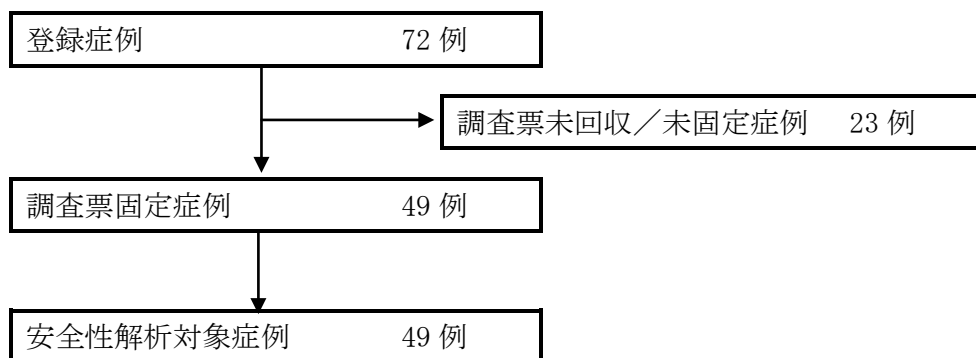 登録症例 72 例
調査票未回収／未固定症例 23 例
調査票固定症例 49 例
安全性解析対象症例 49 例